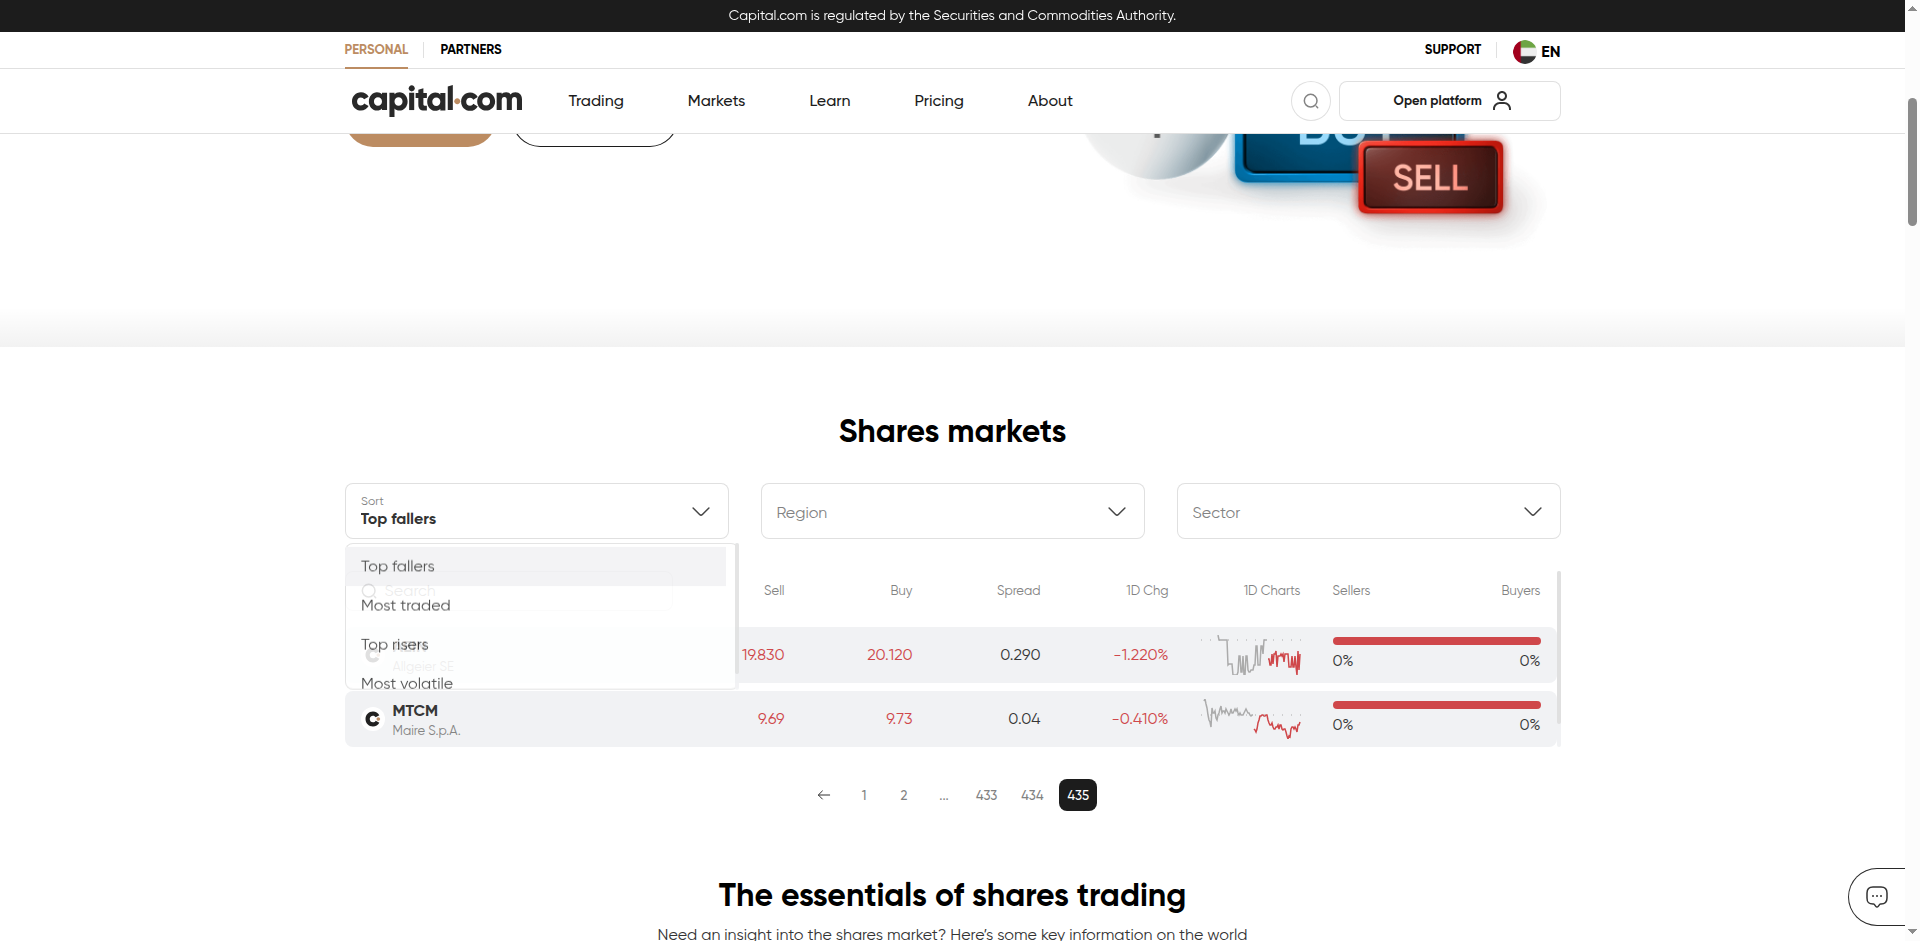 Capital.com is regulated by the Securities and Commodities Authority.
PERSONAL
PARTNERS
SUPPORT
EN
capital.com
Trading
Markets
Learn
Pricing
About
Open platform
SELL
Shares markets
Sort
Top fallers
Region
Sector
Top fallers
Search
Most traded
Top risers
Allgeier SE
Most volatile
Sell
Buy
Spread
1D Chg
1D Charts
Sellers
Buyers
19.830
20.120
0.290
-1.220%
0%
0%
MTCM
Maire S.p.A.
9.69
9.73
0.04
-0.410%
0%
0%
1
2
...
433
434
435
The essentials of shares trading
Need an insight into the shares market? Here's some key information on the world